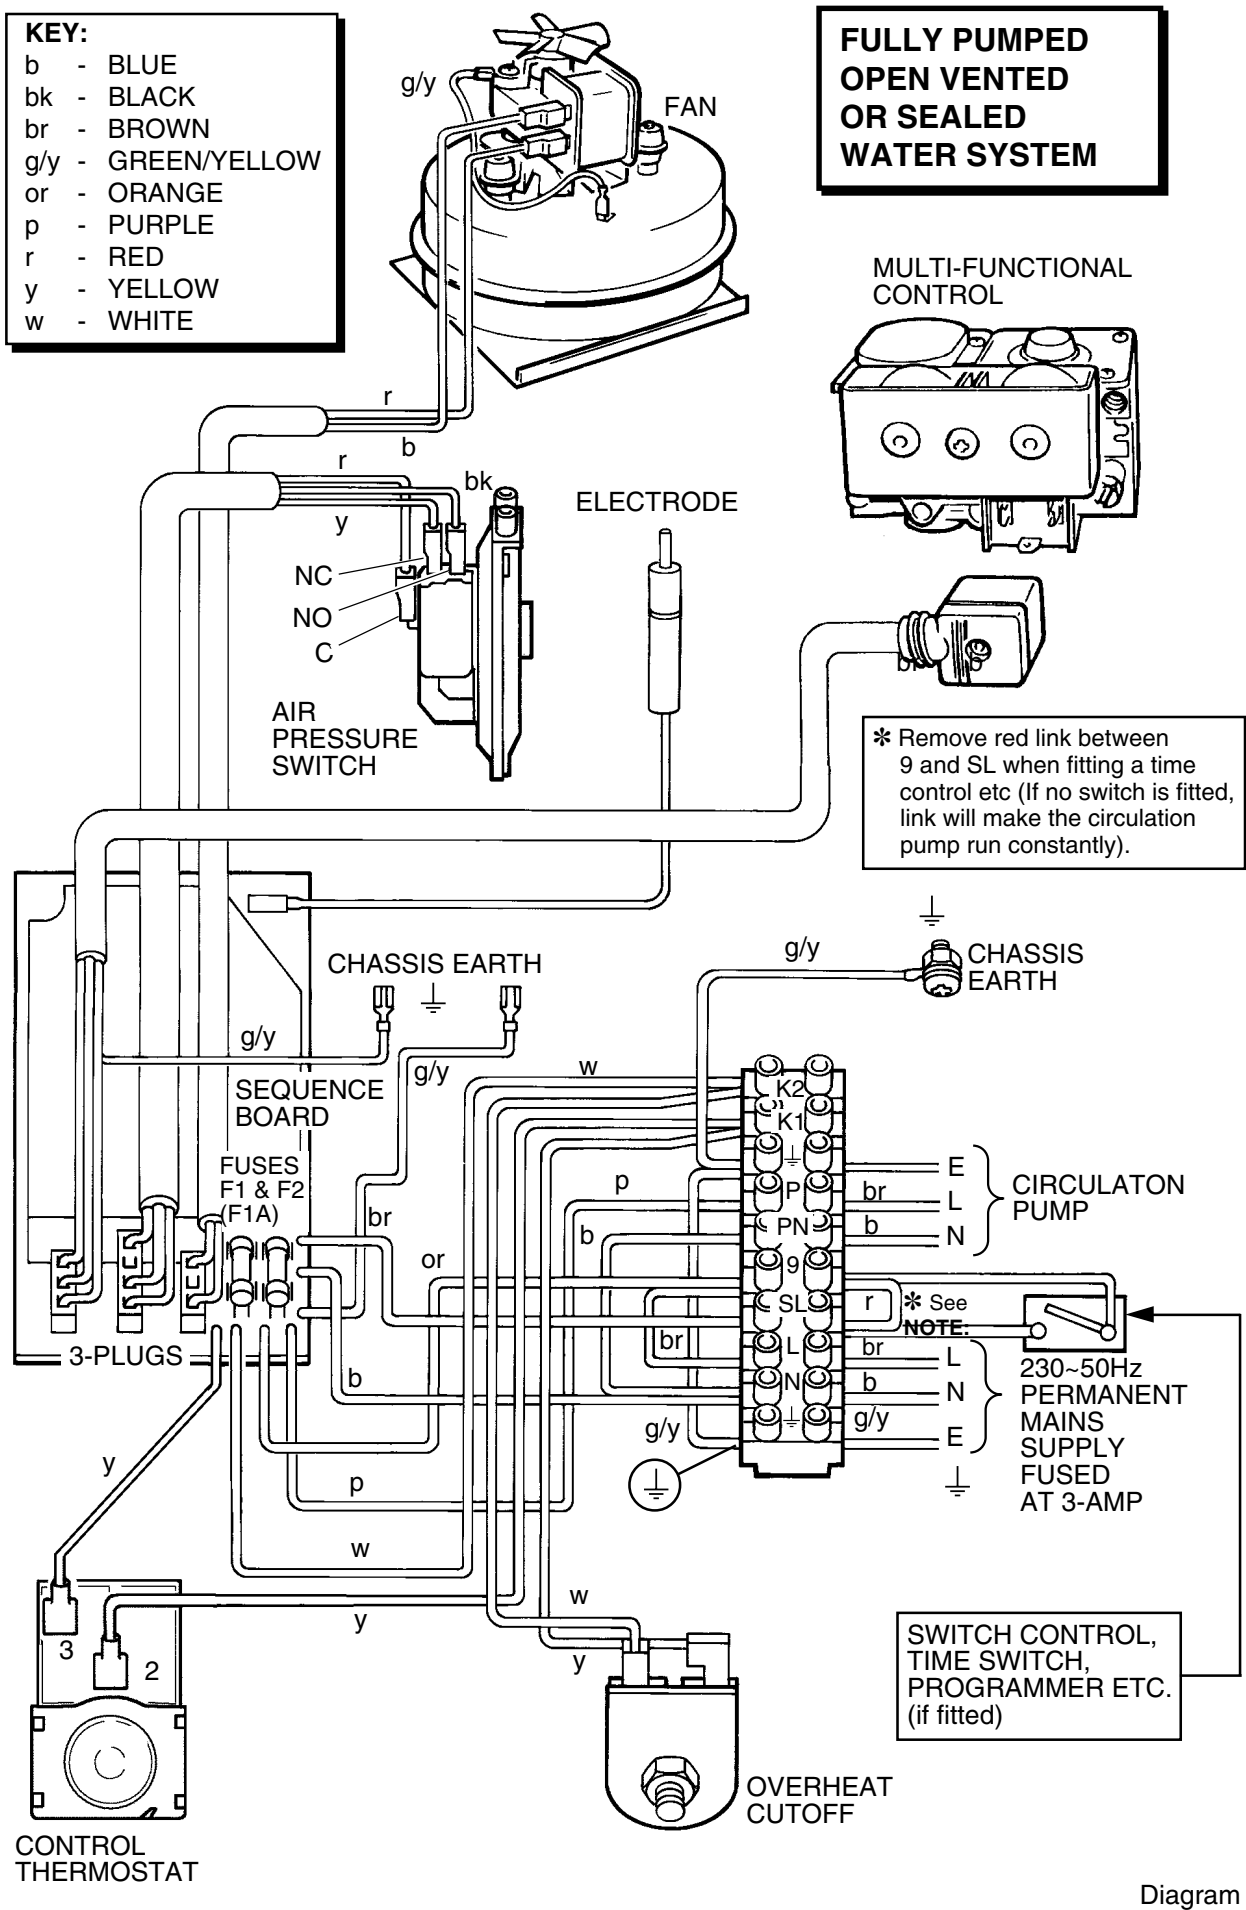 KEY:
b - BLUE
bk - BLACK
br - BROWN
g/y - GREEN/YELLOW
or - ORANGE
p - PURPLE
r - RED
y - YELLOW
w - WHITE
g/y
FAN
FULLY PUMPED
OPEN VENTED
OR SEALED
WATER SYSTEM
MULTI-FUNCTIONAL
CONTROL
r
b
r
bk
y
NC
NO
C
AIR
PRESSURE
SWITCH
ELECTRODE
b
✻ Remove red link between
9 and SL when fitting a time
control etc (If no switch is fitted,
link will make the circulation
pump run constantly).
CHASSIS EARTH
g/y
g/y
g/y
CHASSIS
EARTH
SEQUENCE
BOARD
FUSES
F1 & F2
(F1A)
3-PLUGS
w
p
b
br
or
br
b
g/y
p
w
y
y
w
y
K2
K1
P
PN
9
SL
L
N
E
br L
b N
CIRCULATON
PUMP
r
✻ See
NOTE:
br L
b N
g/y E
230~50Hz
PERMANENT
MAINS
SUPPLY
FUSED
AT 3-AMP
SWITCH CONTROL,
TIME SWITCH,
PROGRAMMER ETC.
(if fitted)
3
2
CONTROL
THERMOSTAT
OVERHEAT
CUTOFF
Diagram